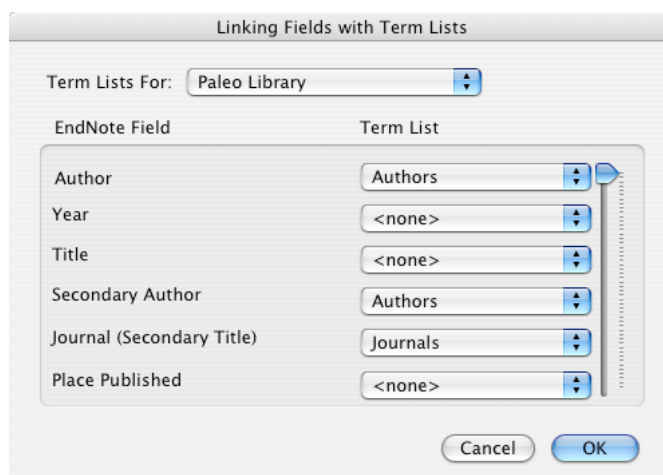 Linking Fields with Term Lists
Term Lists For: Paleo Library
EndNote Field Term List
Author Authors
Year <none>
Title <none>
Secondary Author Authors
Journal (Secondary Title) Journals
Place Published <none>
Cancel OK